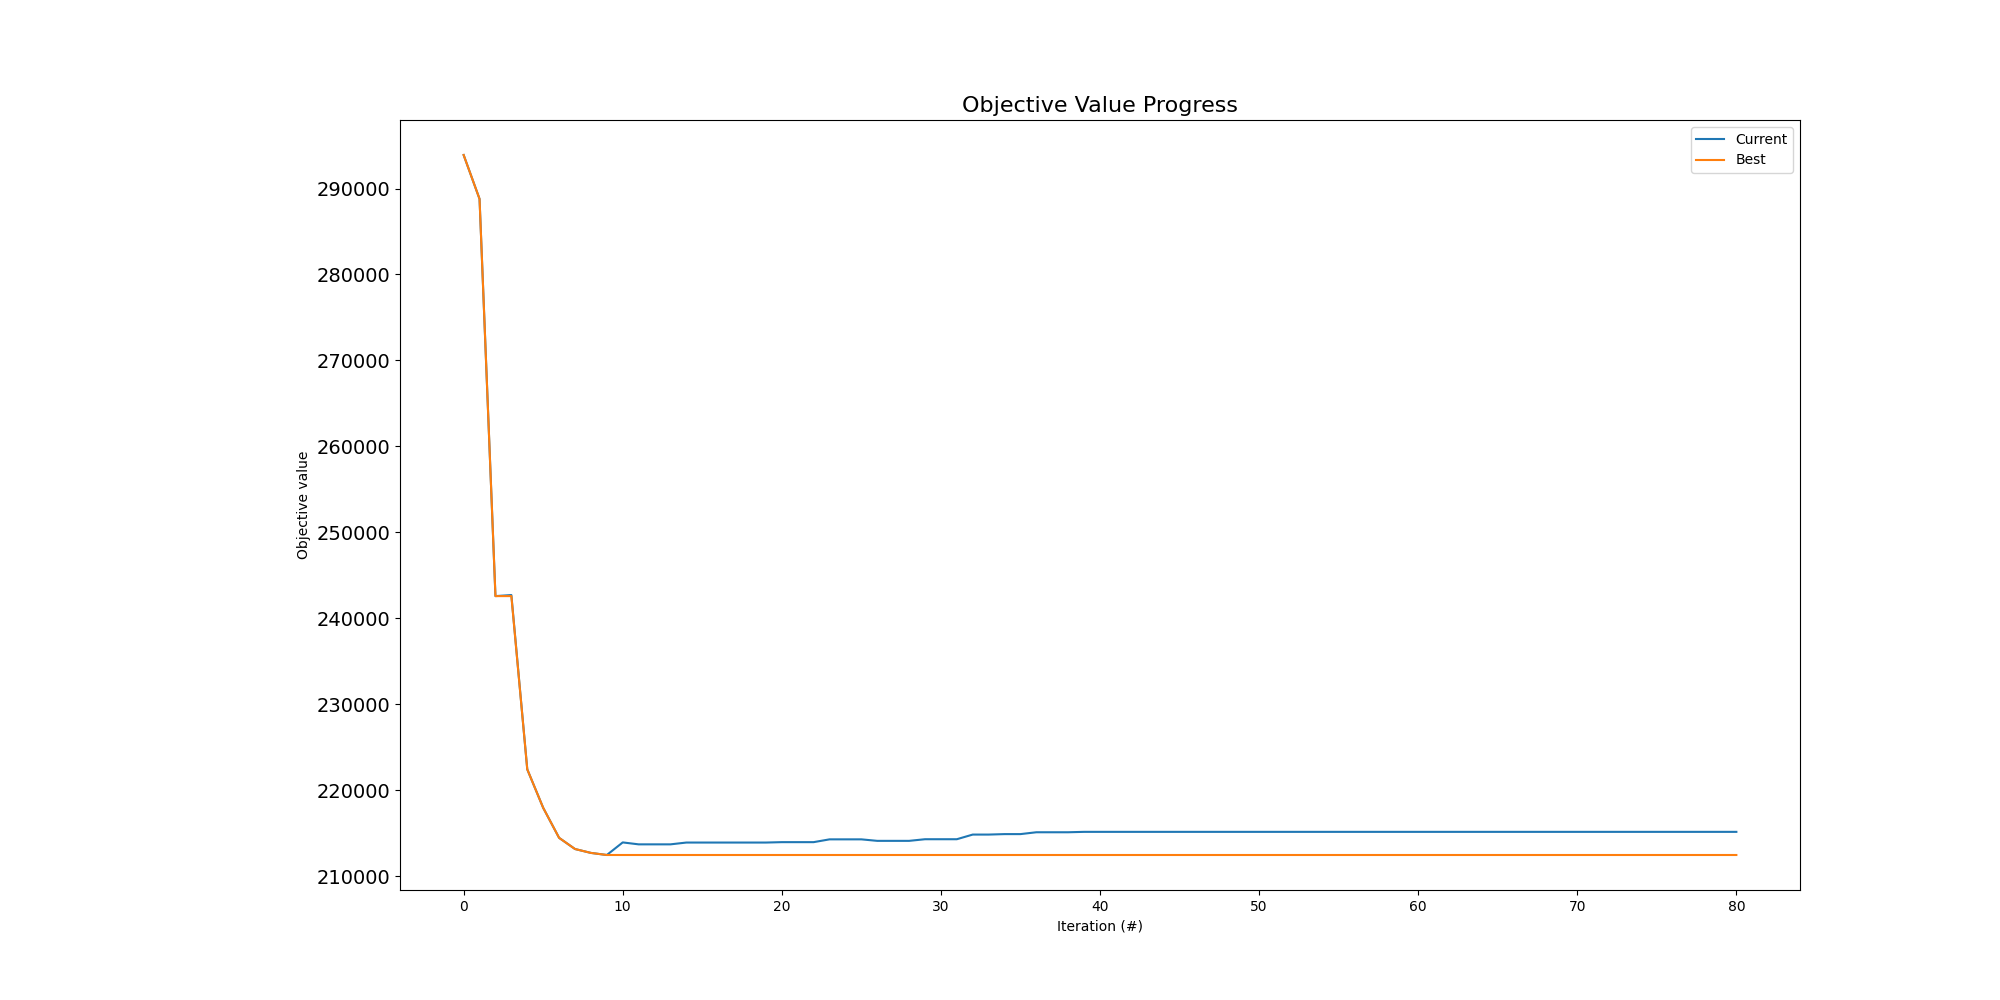 Objective Value Progress
Current
Best
290000
280000
270000
260000
250000
240000
230000
220000
210000
Objective value
0 10 20 30 40 50 60 70 80
Iteration (#)